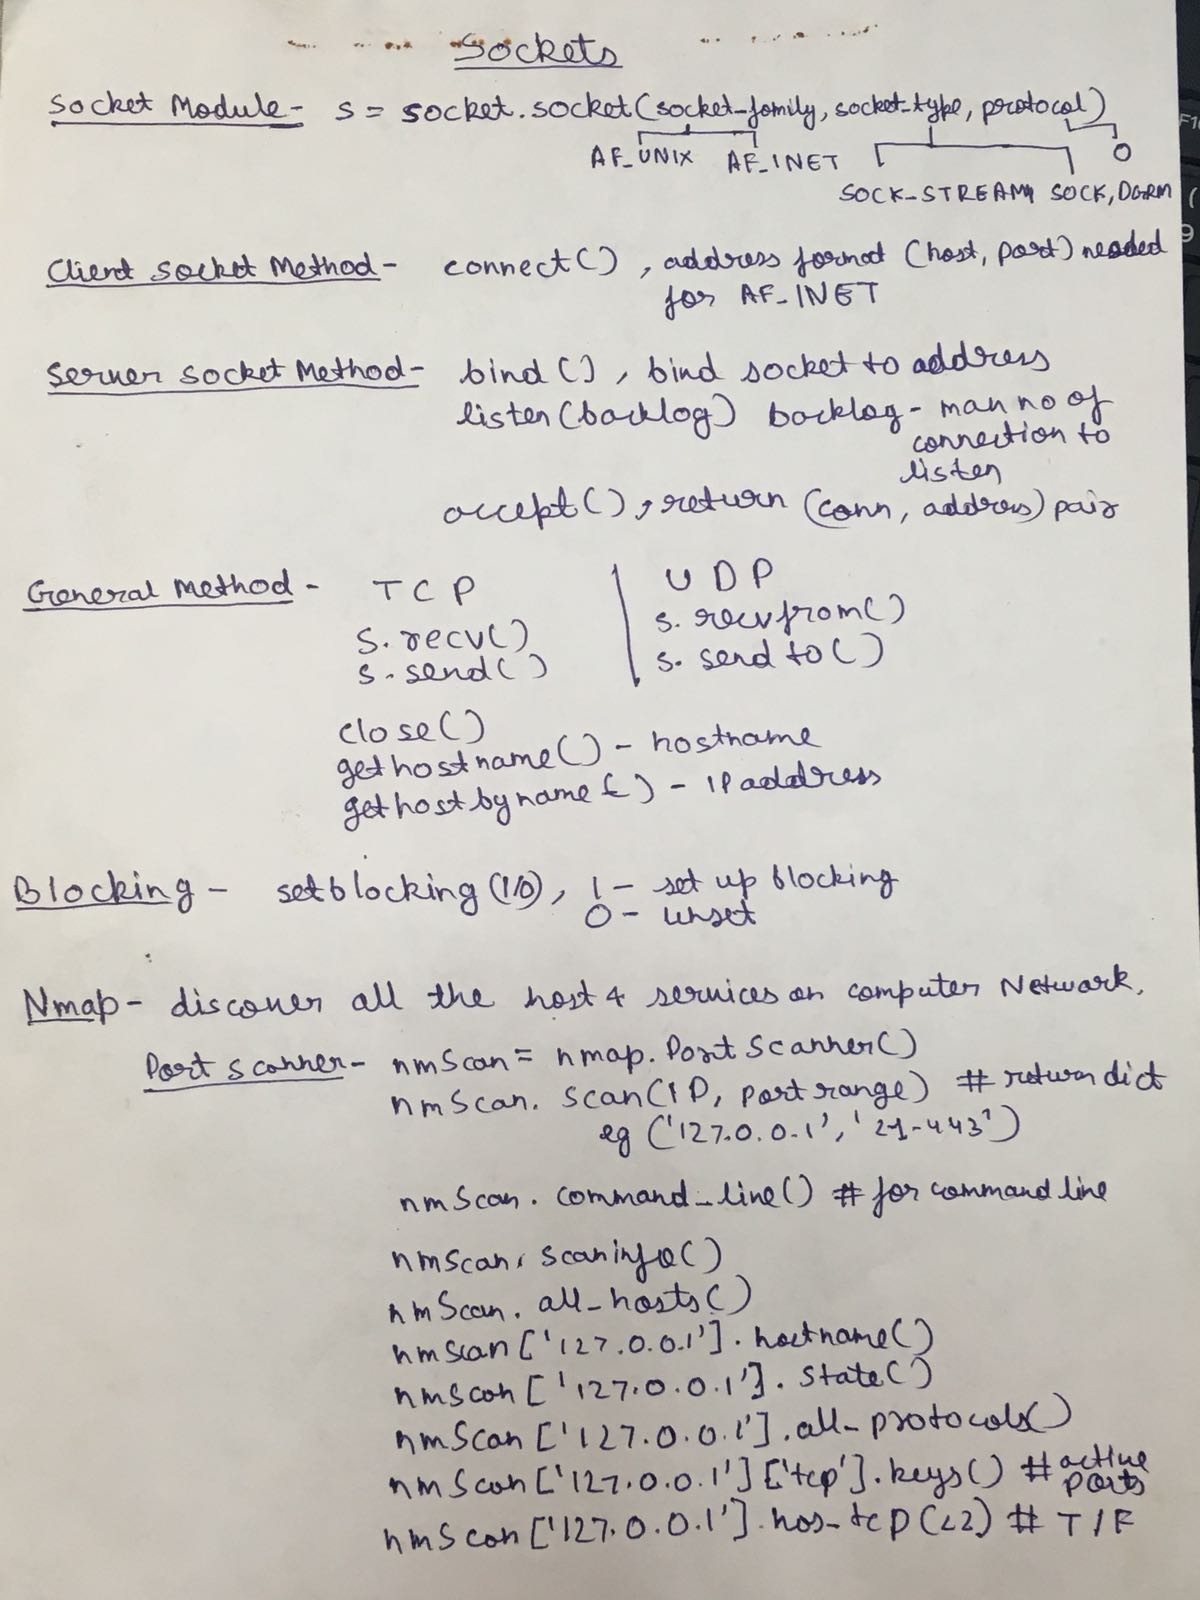 Sockets
Socket Module - s = socket.socket(socket-family, socket-type, protocol)
AF_UNIX AF_INET 0
SOCK-STREAM, SOCK, DGRM
Client socket Method - connect(), address format (host, port) needed
for AF_INET
Server socket Method - bind(), bind socket to address
listen(backlog) backlog - max no of
connection to
listen
accept(), return (conn, address) pair
General Method - TCP | UDP
s.recv() s.recvfrom()
s.send() s.sendto()
close()
gethostname() - hostname
gethostbyname() - IP address
Blocking - setblocking(1/0), 1 - set up blocking
0 - unset
Nmap - discover all the host & services on computer Network.
Port scanner - nmScan = nmap.PortScanner()
nmScan.scan(IP, port range) # return dict
eg ('127.0.0.1', '21-443')
nmScan.command_line() # for command line
nmScan.scaninfo()
nmScan.all_hosts()
nmScan['127.0.0.1'].hostname()
nmScan['127.0.0.1'].state()
nmScan['127.0.0.1'].all_protocols()
nmScan['127.0.0.1']['tcp'].keys() # active
ports
nmScan['127.0.0.1'].has_tcp(22) # T/F